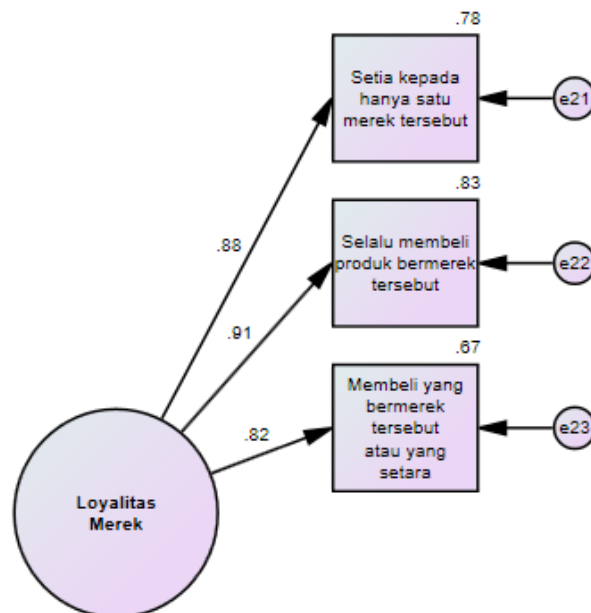 .78
Setia kepada
hanya satu
merek tersebut
e21
.83
.88
Selalu membeli
produk bermerek
tersebut
e22
.91
.67
Membeli yang
bermerek
tersebut
atau yang
setara
e23
.82
Loyalitas
Merek